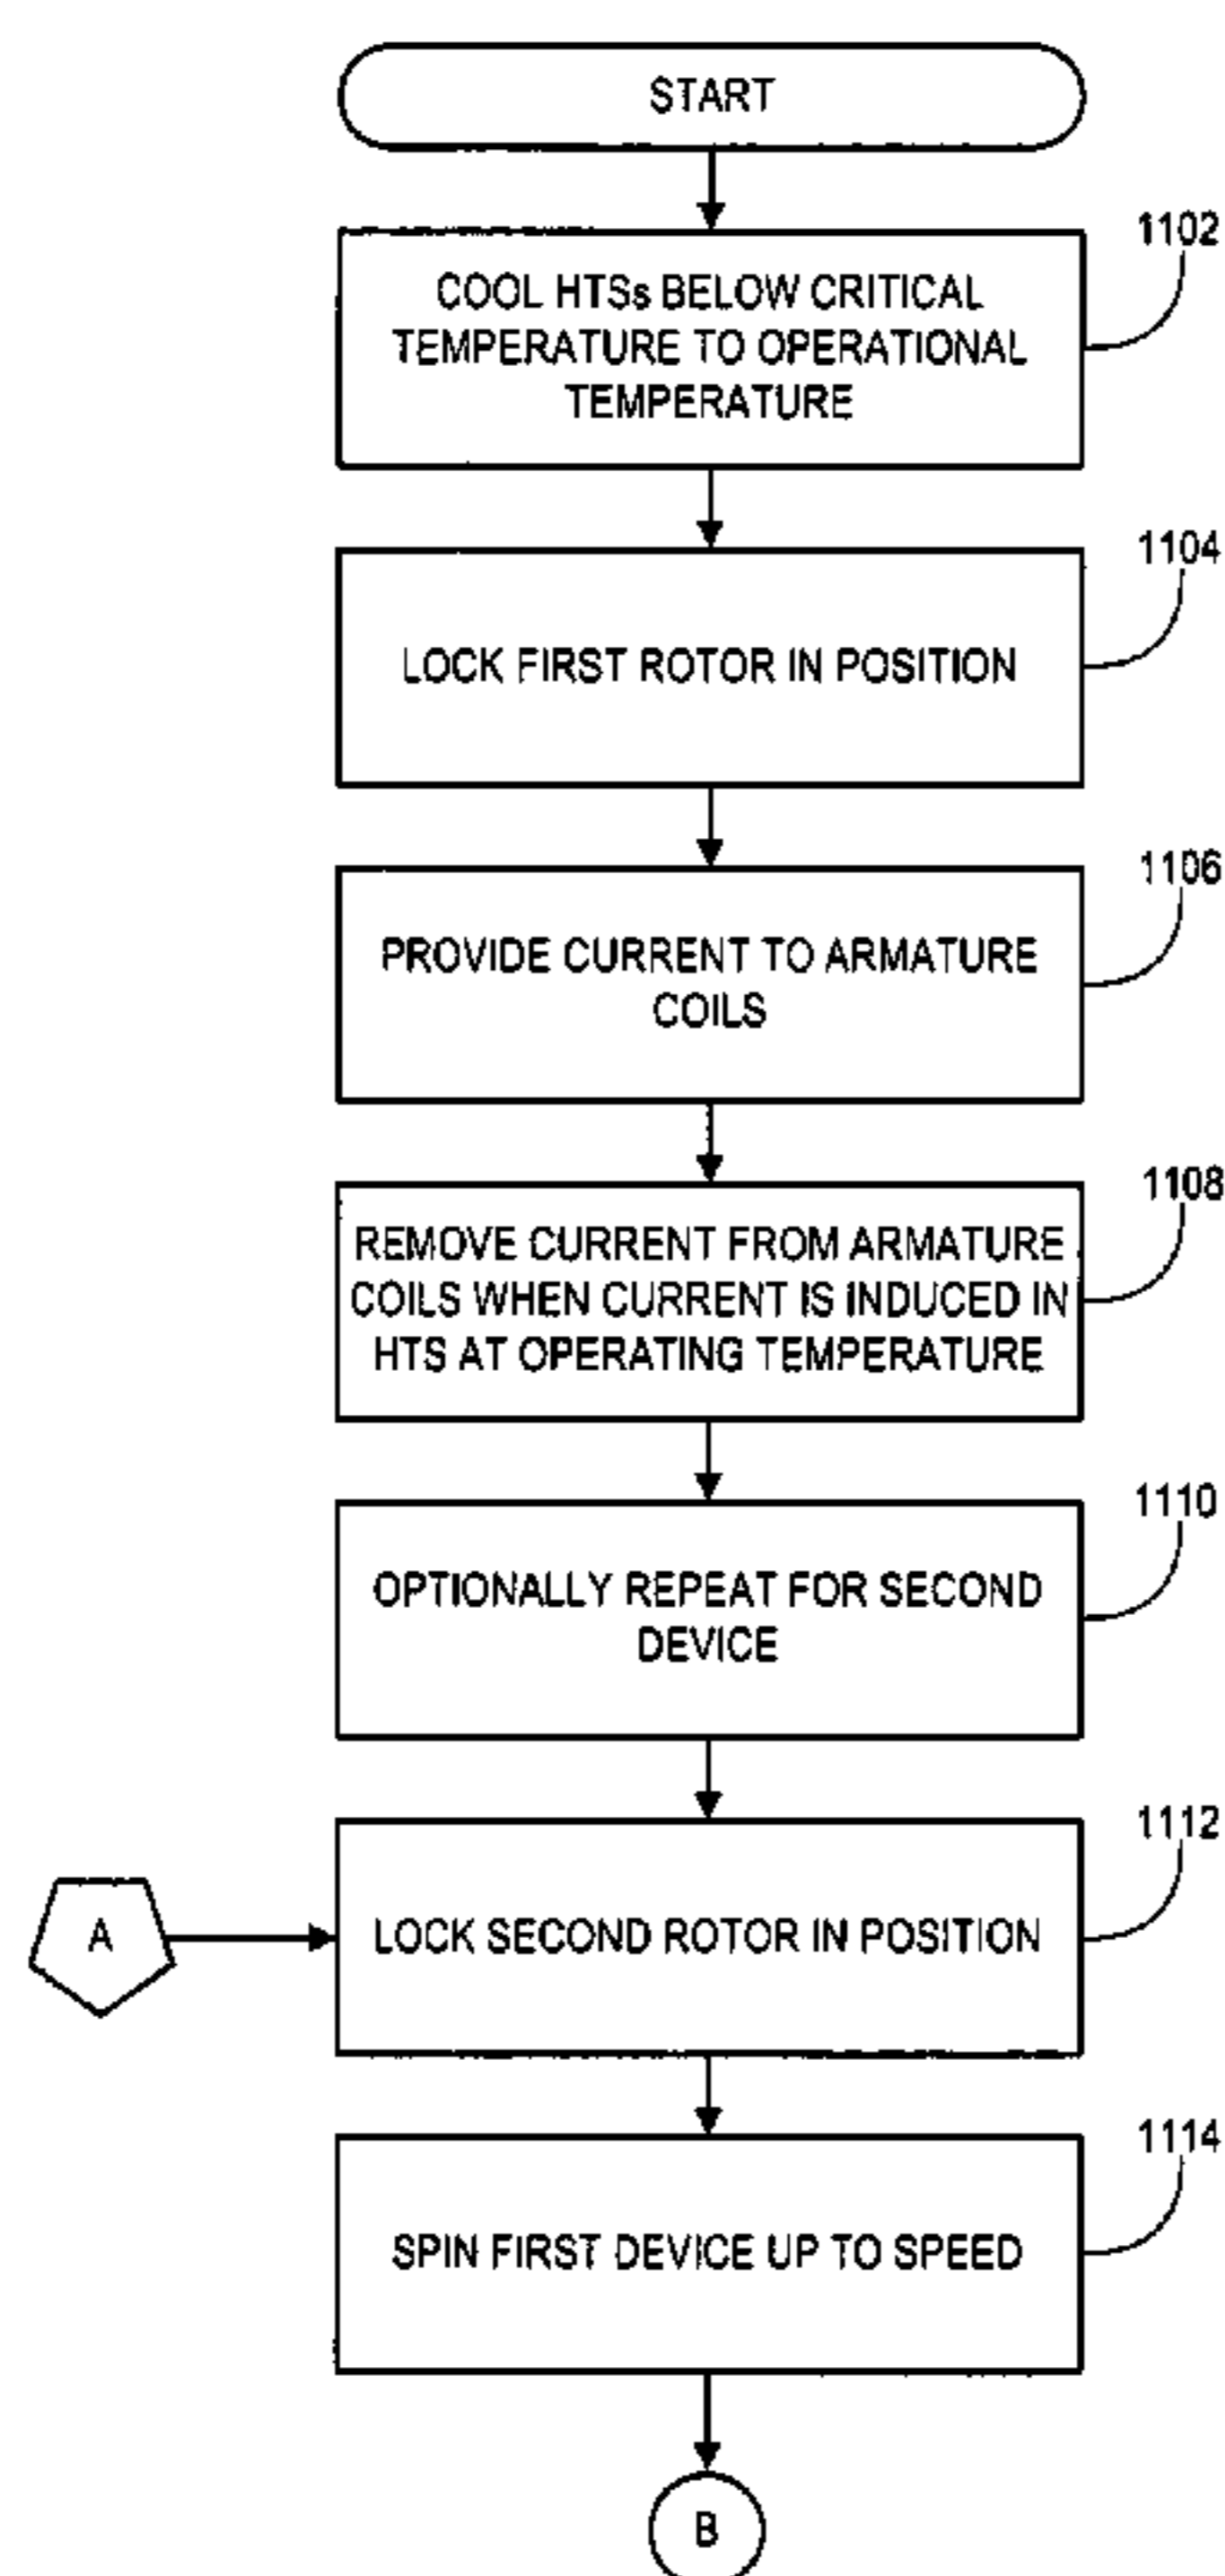 START
1102
COOL HTSs BELOW CRITICAL
TEMPERATURE TO OPERATIONAL
TEMPERATURE
1104
LOCK FIRST ROTOR IN POSITION
1106
PROVIDE CURRENT TO ARMATURE
COILS
1108
REMOVE CURRENT FROM ARMATURE
COILS WHEN CURRENT IS INDUCED IN
HTS AT OPERATING TEMPERATURE
1110
OPTIONALLY REPEAT FOR SECOND
DEVICE
1112
A
LOCK SECOND ROTOR IN POSITION
1114
SPIN FIRST DEVICE UP TO SPEED
B